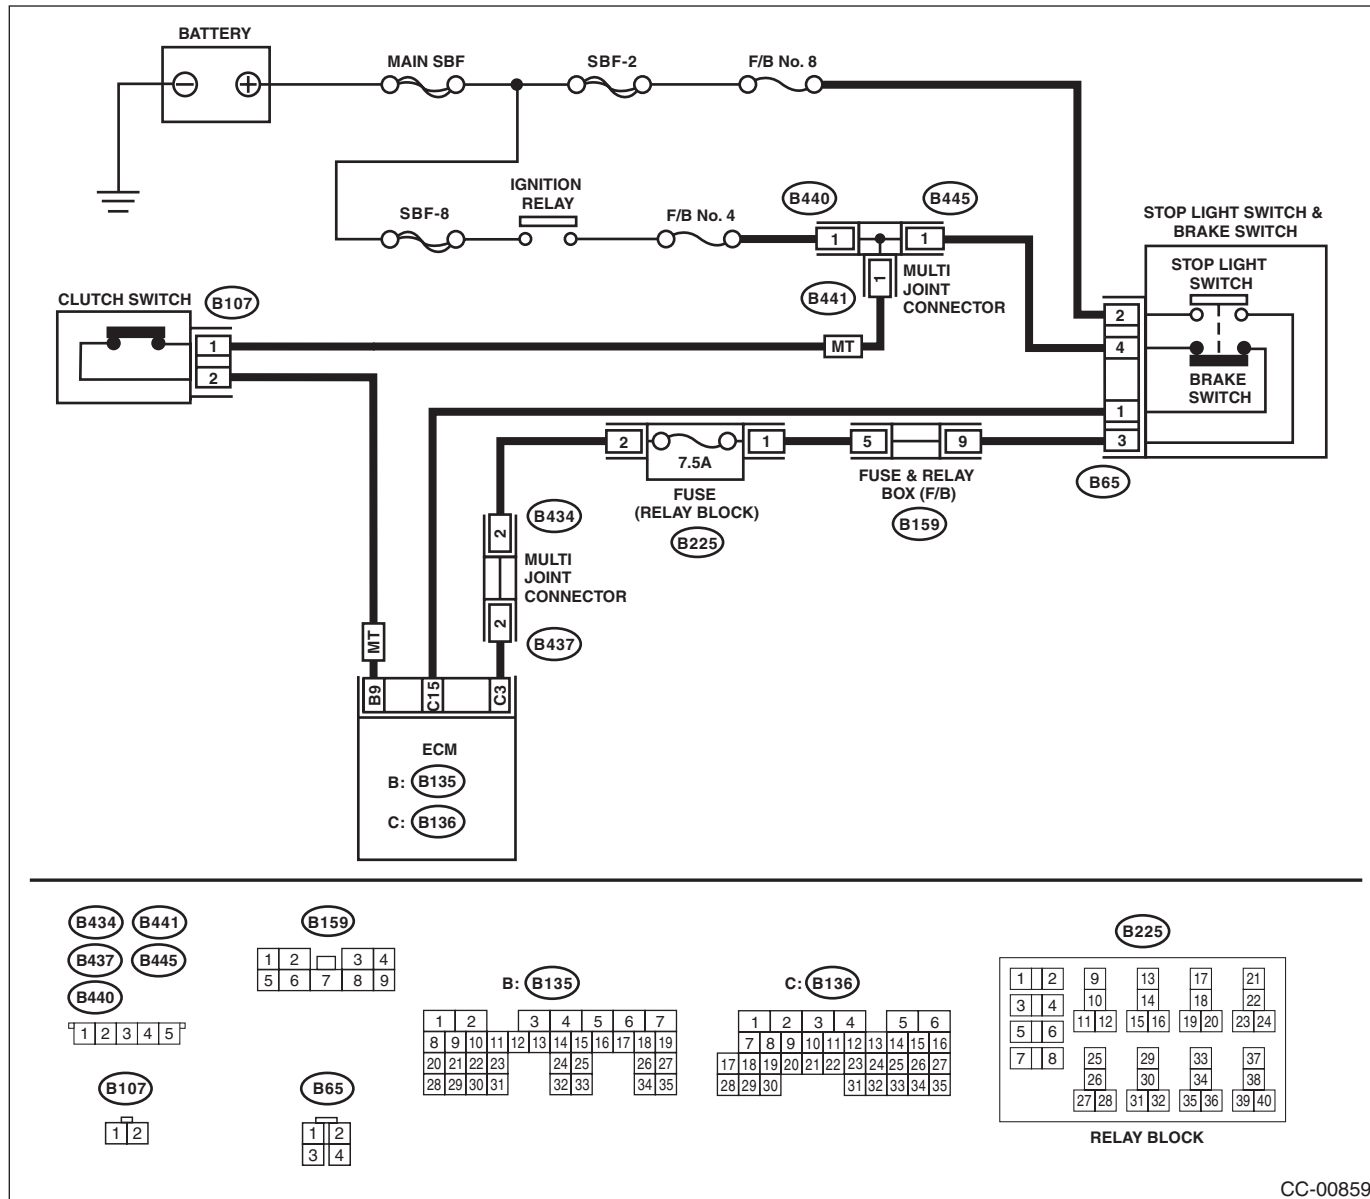 BATTERY
MAIN SBF
SBF-2
F/B No. 8
IGNITION
RELAY
SBF-8
F/B No. 4
B440
B445
1
1
1
B441
MULTI
JOINT
CONNECTOR
STOP LIGHT SWITCH &
BRAKE SWITCH
STOP LIGHT
SWITCH
BRAKE
SWITCH
2
4
1
3
B65
CLUTCH SWITCH
B107
1
2
MT
2
7.5A
1
FUSE
(RELAY BLOCK)
B225
5
9
FUSE & RELAY
BOX (F/B)
B159
B434
2
MULTI
JOINT
CONNECTOR
2
B437
MT
B9
C15
C3
ECM
B: B135
C: B136
B434 B441
B437 B445
B440
1 2 3 4 5
B107
1 2
B159
1 2 3 4
5 6 7 8 9
B65
1 2
3 4
B: B135
1 2 3 4 5 6 7
8 9 10 11 12 13 14 15 16 17 18 19
20 21 22 23 24 25 26 27
28 29 30 31 32 33 34 35
C: B136
1 2 3 4 5 6
7 8 9 10 11 12 13 14 15 16
17 18 19 20 21 22 23 24 25 26 27
28 29 30 31 32 33 34 35
B225
1 2
3 4
5 6
7 8
9
10
11 12
13
14
15 16
17
18
19 20
21
22
23 24
25
26
27 28
29
30
31 32
33
34
35 36
37
38
39 40
RELAY BLOCK
CC-00859